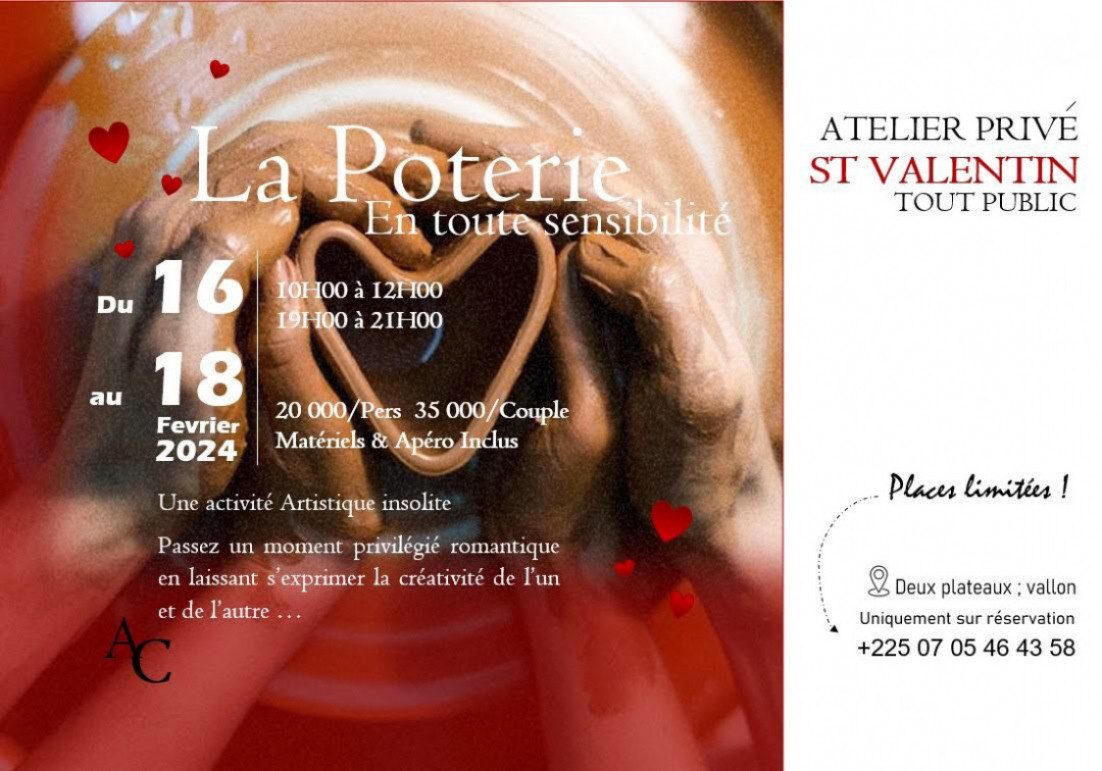 La Poterie
En toute sensibilité
Du 16
au 18
Fevrier
2024
10H00 à 12H00
19H00 à 21H00
20 000/Pers 35 000/Couple
Matériels & Apéro Inclus
Une activité Artistique insolite
Passez un moment privilégié romantique
en laissant s'exprimer la créativité de l'un
et de l'autre …
AC
ATELIER PRIVÉ
ST VALENTIN
TOUT PUBLIC
Places limitées !
Deux plateaux ; vallon
Uniquement sur réservation
+225 07 05 46 43 58